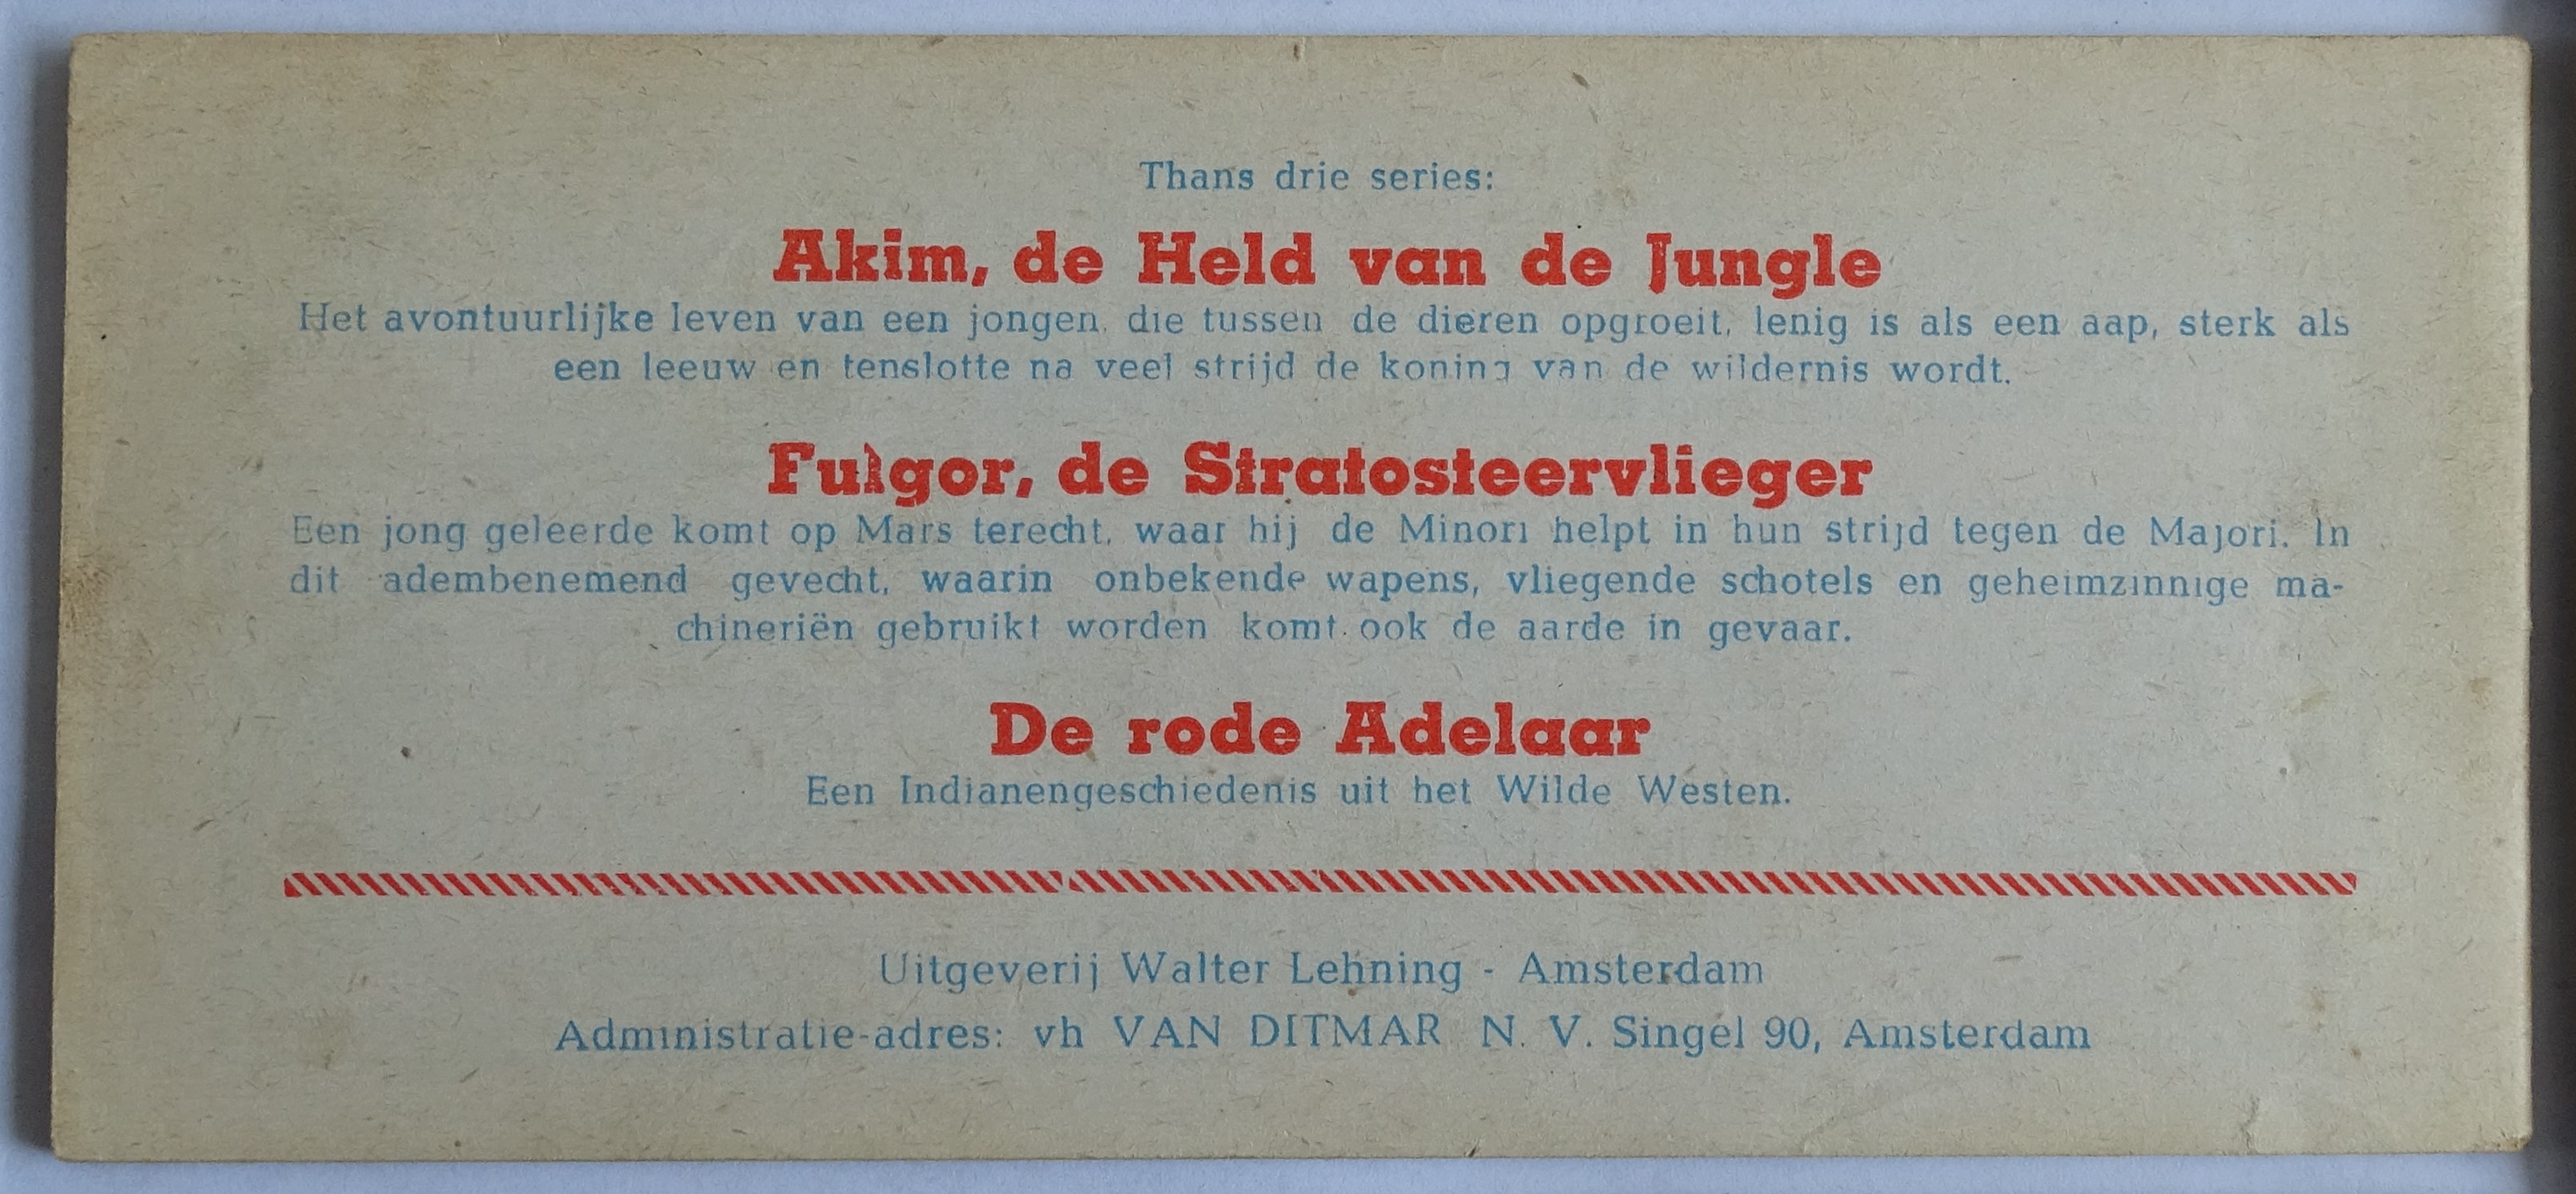 Thans drie series:
Akim, de Held van de Jungle
Het avontuurlijke leven van een jongen, die tussen de dieren opgroeit, lenig is als een aap, sterk als
een leeuw en tenslotte na veel strijd de koning van de wildernis wordt.
Fulgor, de Stratosteervlieger
Een jong geleerde komt op Mars terecht, waar hij de Minori helpt in hun strijd tegen de Majori. In
dit adembenemend gevecht, waarin onbekende wapens, vliegende schotels en geheimzinnige ma-
chineriën gebruikt worden komt ook de aarde in gevaar.
De rode Adelaar
Een Indianengeschiedenis uit het Wilde Westen.
Uitgeverij Walter Lehning - Amsterdam
Administratie-adres: vh VAN DITMAR N. V. Singel 90, Amsterdam